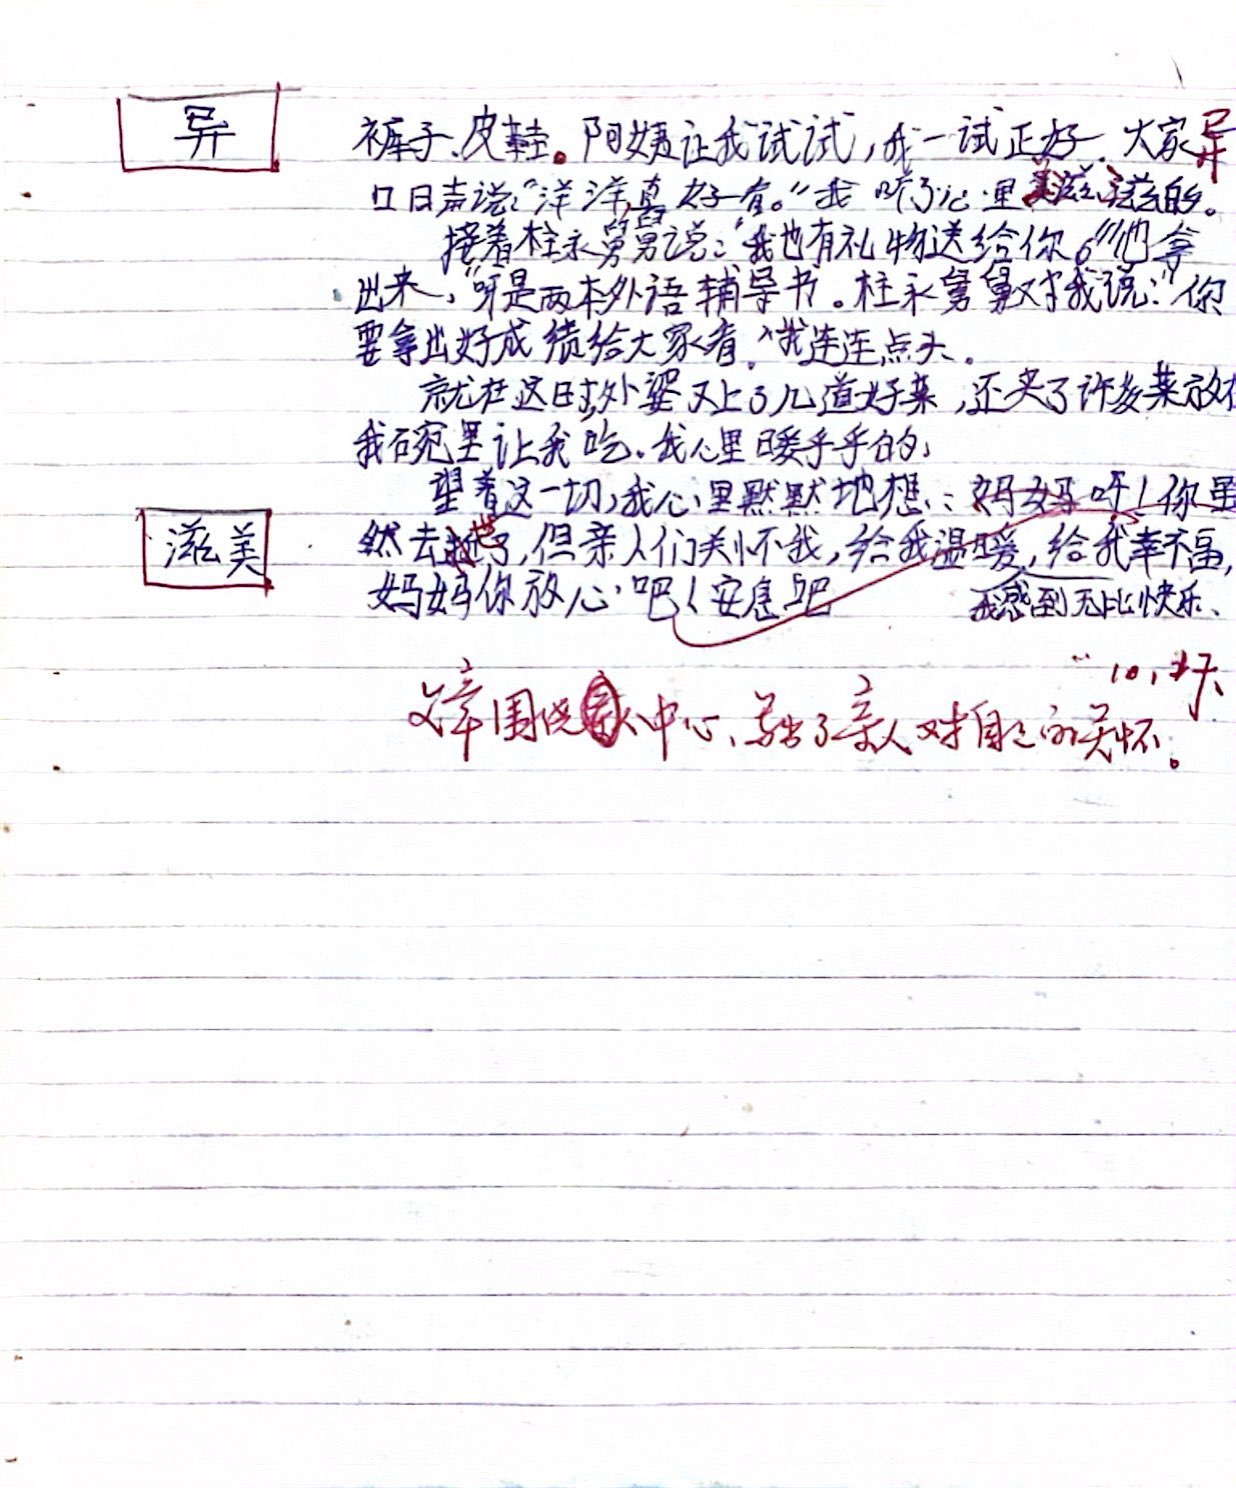 异
裤子、皮鞋。阿姨让我试试，我一试正好．大家异
口日声说：“洋洋，真好看。”我听了心里美滋滋的。
接着柱永舅舅说：“我也有礼物送给你。”他拿
出来，“呀是两本外语辅导书。柱永舅舅对我说：“你
要拿出好成绩给大家看．”我连连点头。
就在这时，外婆又上了几道好菜，还夹了许多菜放在
我碗里让我吃．我心里暖乎乎的，
望着这一切，我心里默默地想：妈妈呀！你虽
滋美
然去世了，但亲人们关怀我，给我温暖，给我幸福，
妈妈你放心吧！安息吧
我感到无比快乐．
文章围绕中心、写出了亲人对自己的关怀。